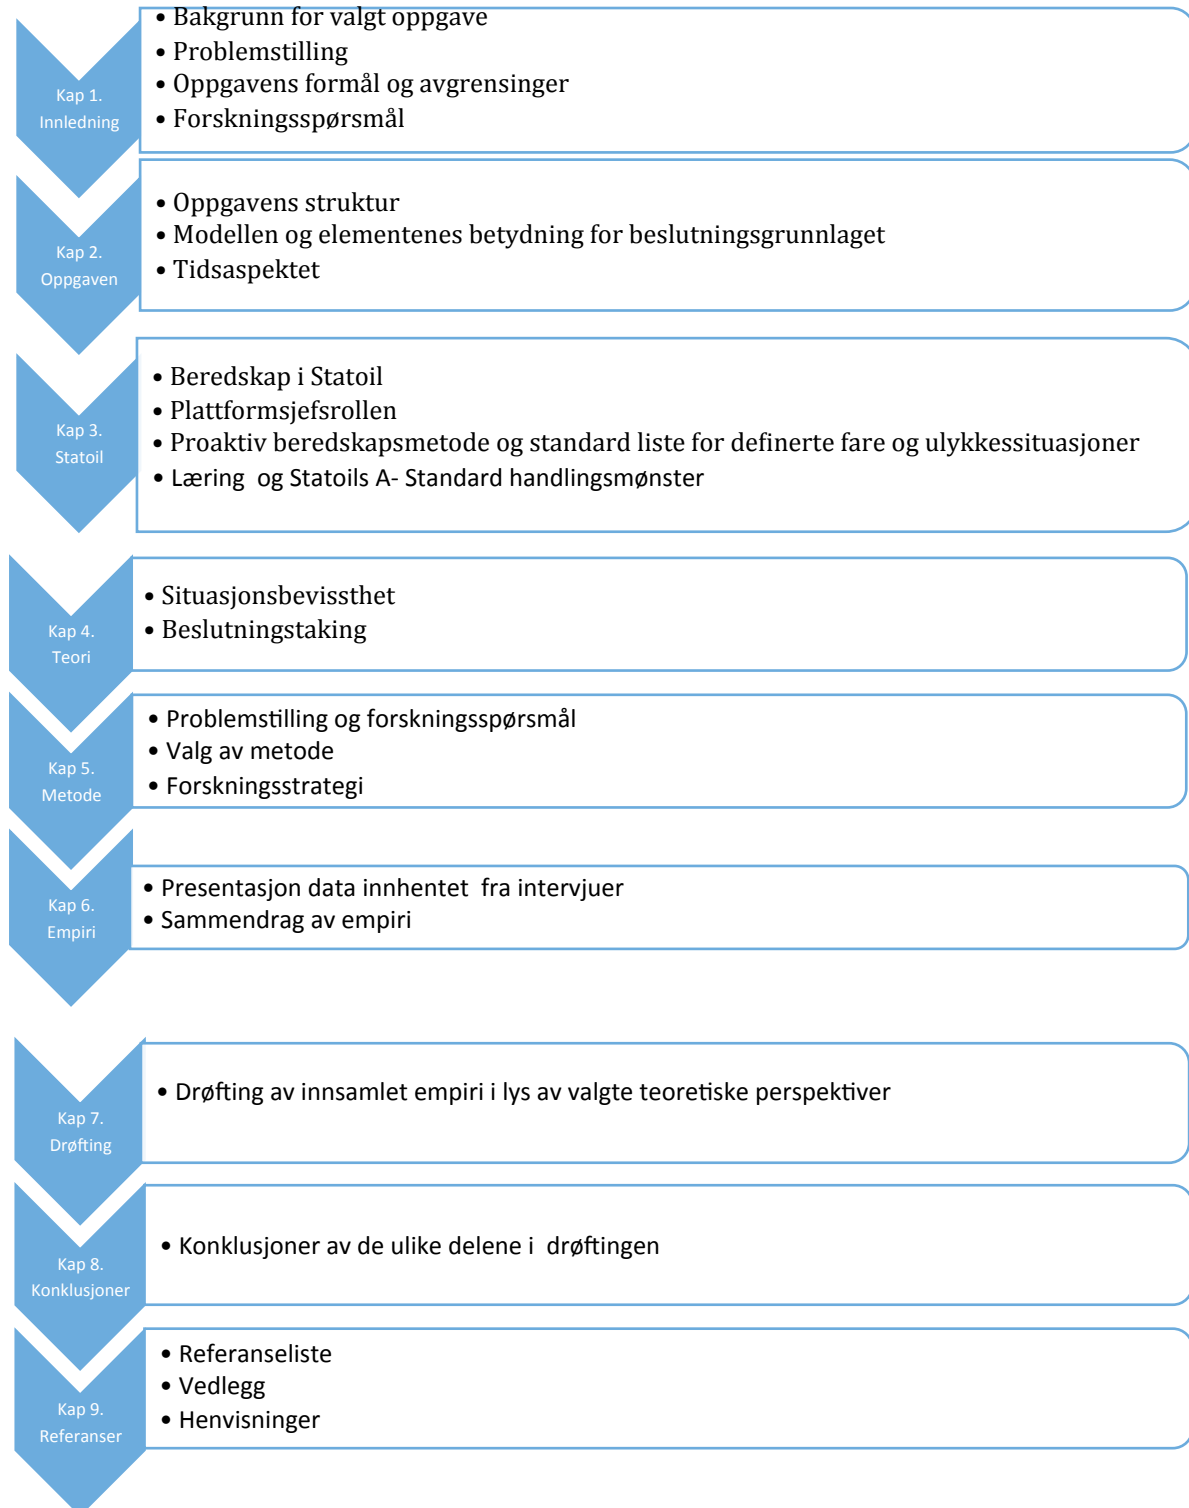 Kap 1.
Innledning
• Bakgrunn for valgt oppgave
• Problemstilling
• Oppgavens formål og avgrensinger
• Forskningsspørsmål
Kap 2.
Oppgaven
• Oppgavens struktur
• Modellen og elementenes betydning for beslutningsgrunnlaget
• Tidsaspektet
Kap 3.
Statoil
• Beredskap i Statoil
• Plattformsjefsrollen
• Proaktiv beredskapsmetode og standard liste for definerte fare og ulykkessituasjoner
• Læring  og Statoils A- Standard handlingsmønster
Kap 4.
Teori
• Situasjonsbevissthet
• Beslutningstaking
Kap 5.
Metode
• Problemstilling og forskningsspørsmål
• Valg av metode
• Forskningsstrategi
Kap 6.
Empiri
• Presentasjon data innhentet  fra intervjuer
• Sammendrag av empiri
Kap 7.
Drøfting
• Drøfting av innsamlet empiri i lys av valgte teoretiske perspektiver
Kap 8.
Konklusjoner
• Konklusjoner av de ulike delene i  drøftingen
Kap 9.
Referanser
• Referanseliste
• Vedlegg
• Henvisninger